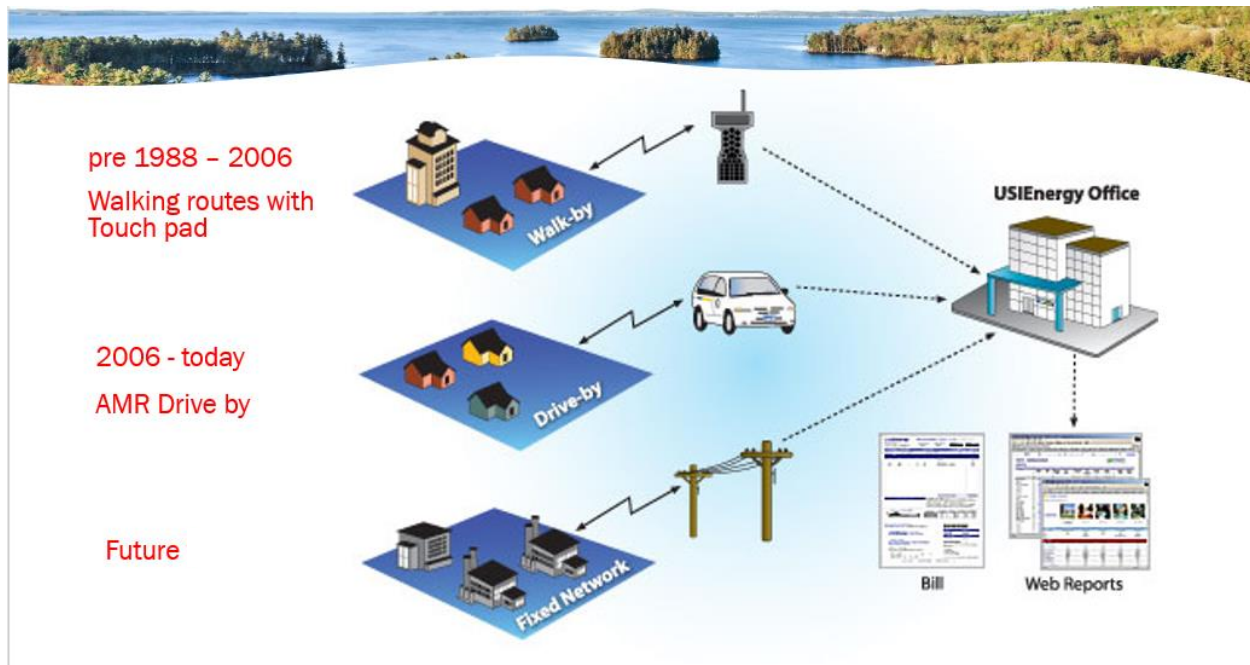 pre 1988 – 2006
Walking routes with
Touch pad
Walk-by
USIEnergy Office
2006 - today
AMR Drive by
Drive-by
Future
Fixed Network
Bill
Web Reports